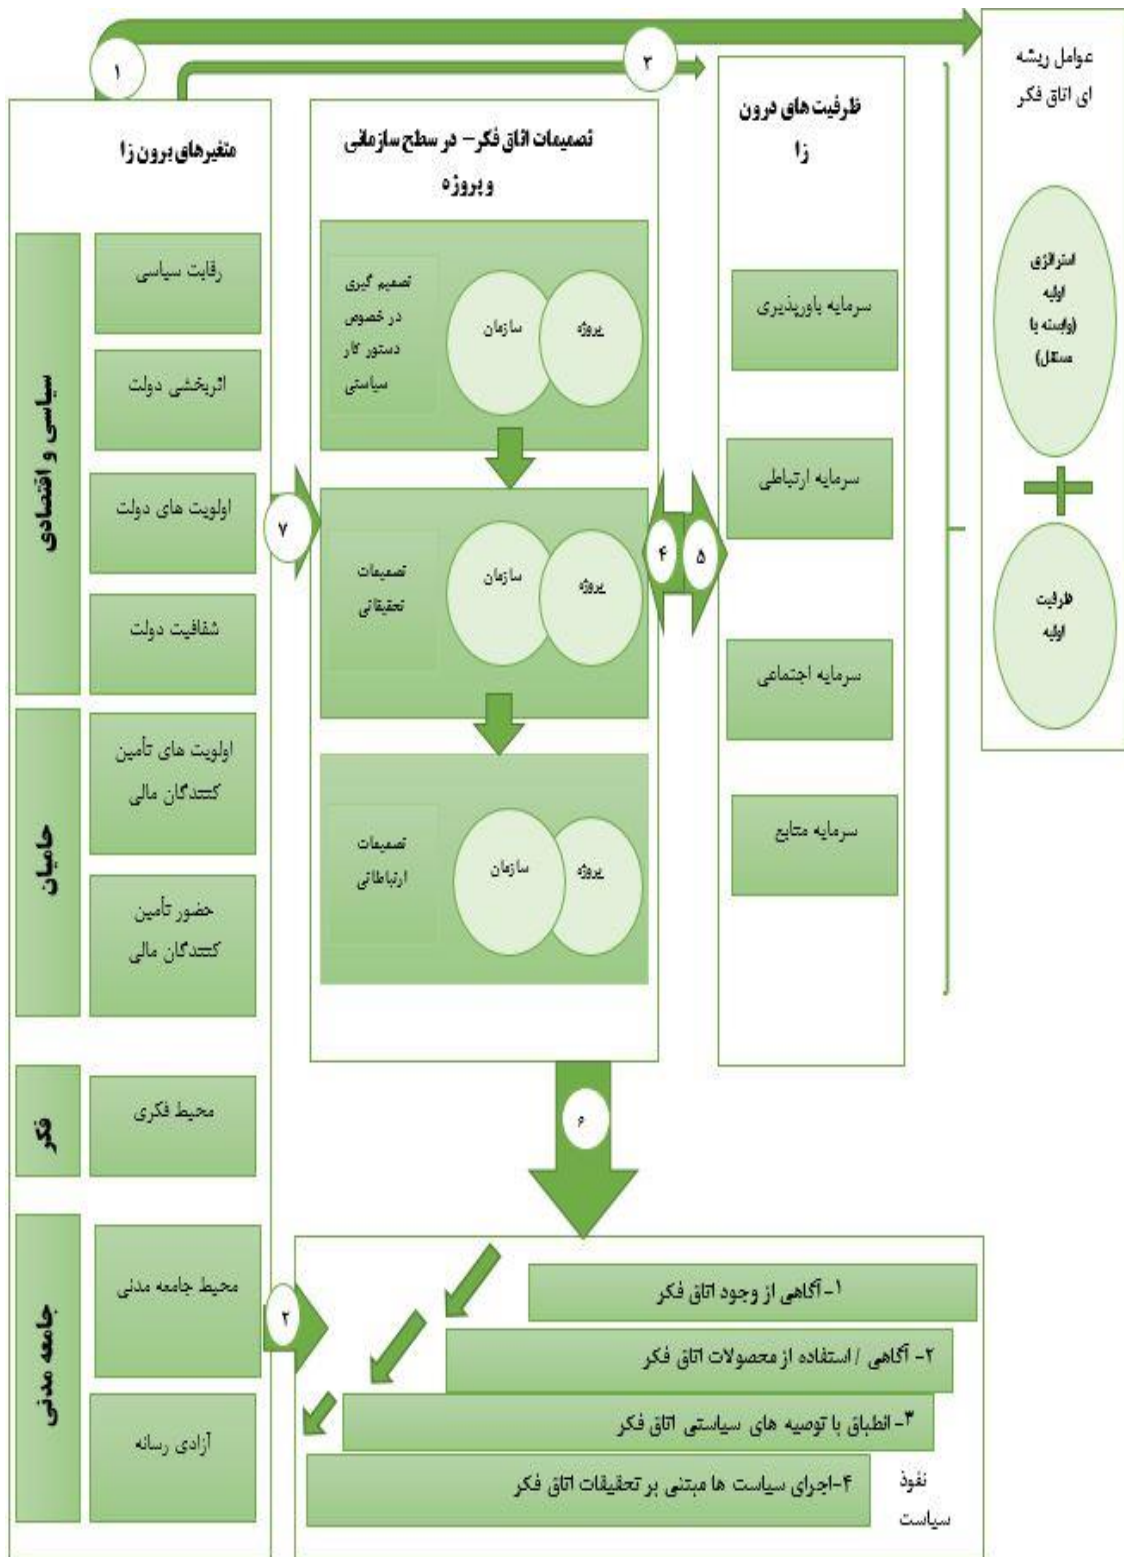 عوامل ریشه
ای اتاق فکر
استراتژی
اولیه
(وابسته یا
مستقل)
ظرفیت
اولیه
۱
۳
ظرفیت های درون
زا
سرمایه باورپذیری
سرمایه ارتباطی
سرمایه اجتماعی
سرمایه منابع
تصمیمات اتاق فکر – در سطح سازمانی
و پروژه
پروژه
سازمان
تصمیم گیری
در خصوص
دستور کار
سیاستی
پروژه
سازمان
تصمیمات
تحقیقاتی
پروژه
سازمان
تصمیمات
ارتباطاتی
۵
۴
۷
متغیرهای برون زا
سیاسی و اقتصادی
رقابت سیاسی
اثربخشی دولت
اولویت های دولت
شفافیت دولت
حامیان
اولویت های تأمین
کنندگان مالی
حضور تأمین
کنندگان مالی
فکر
محیط فکری
جامعه مدنی
محیط جامعه مدنی
آزادی رسانه
۶
۲
۱- آگاهی از وجود اتاق فکر
۲- آگاهی / استفاده از محصولات اتاق فکر
۳- انطباق با توصیه های سیاستی اتاق فکر
۴-اجرای سیاست ها مبتنی بر تحقیقات اتاق فکر
نفوذ
سیاست